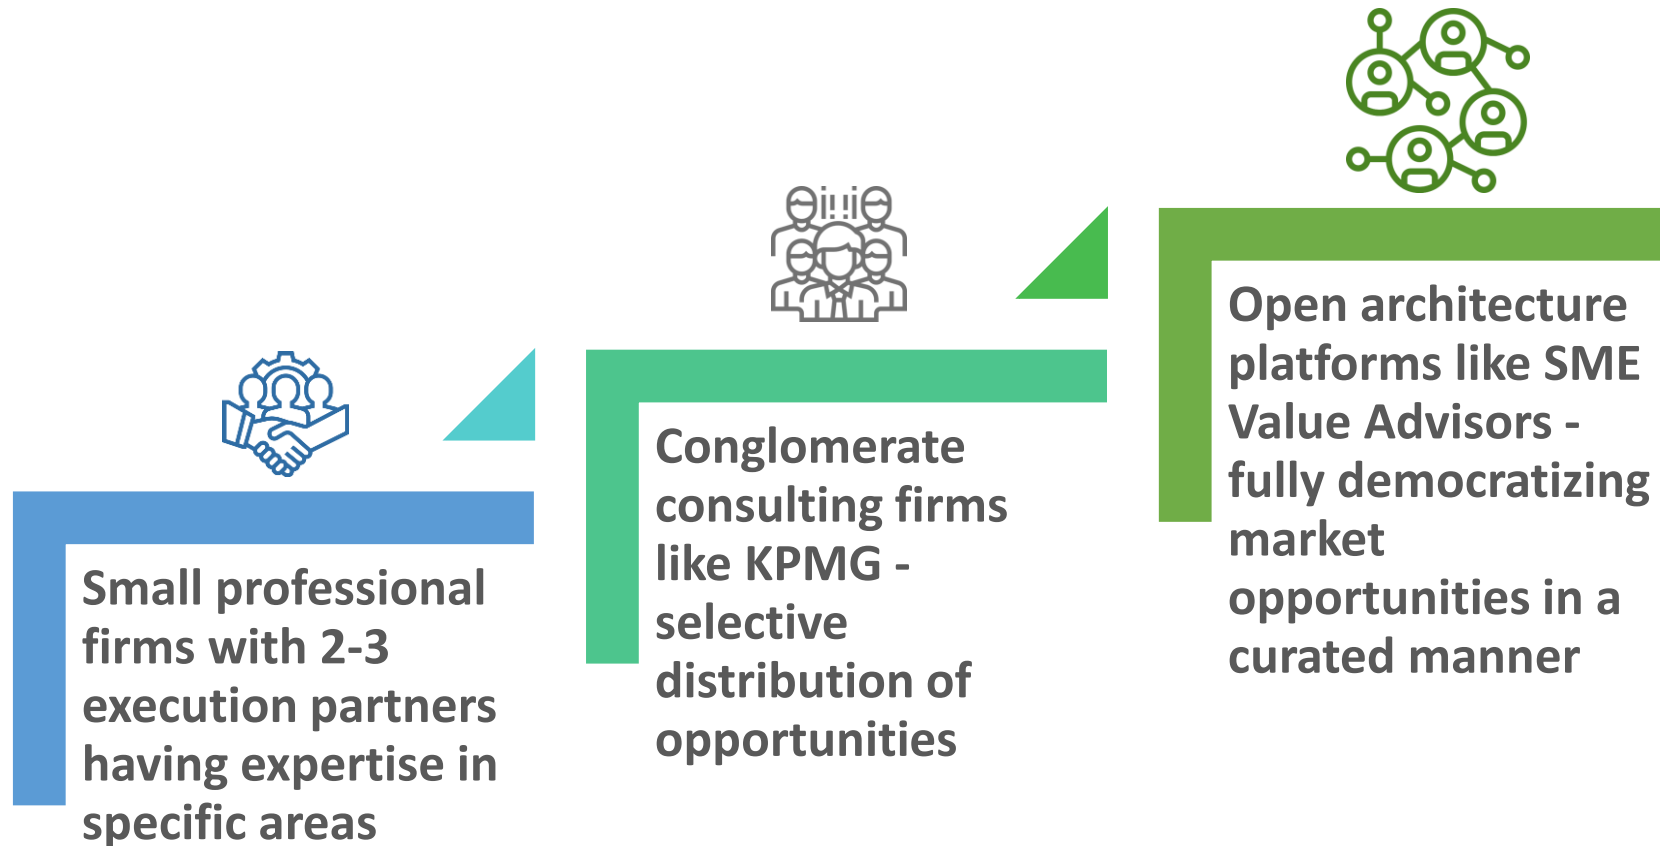 Small professional
firms with 2-3
execution partners
having expertise in
specific areas
Conglomerate
consulting firms
like KPMG -
selective
distribution of
opportunities
Open architecture
platforms like SME
Value Advisors -
fully democratizing
market
opportunities in a
curated manner